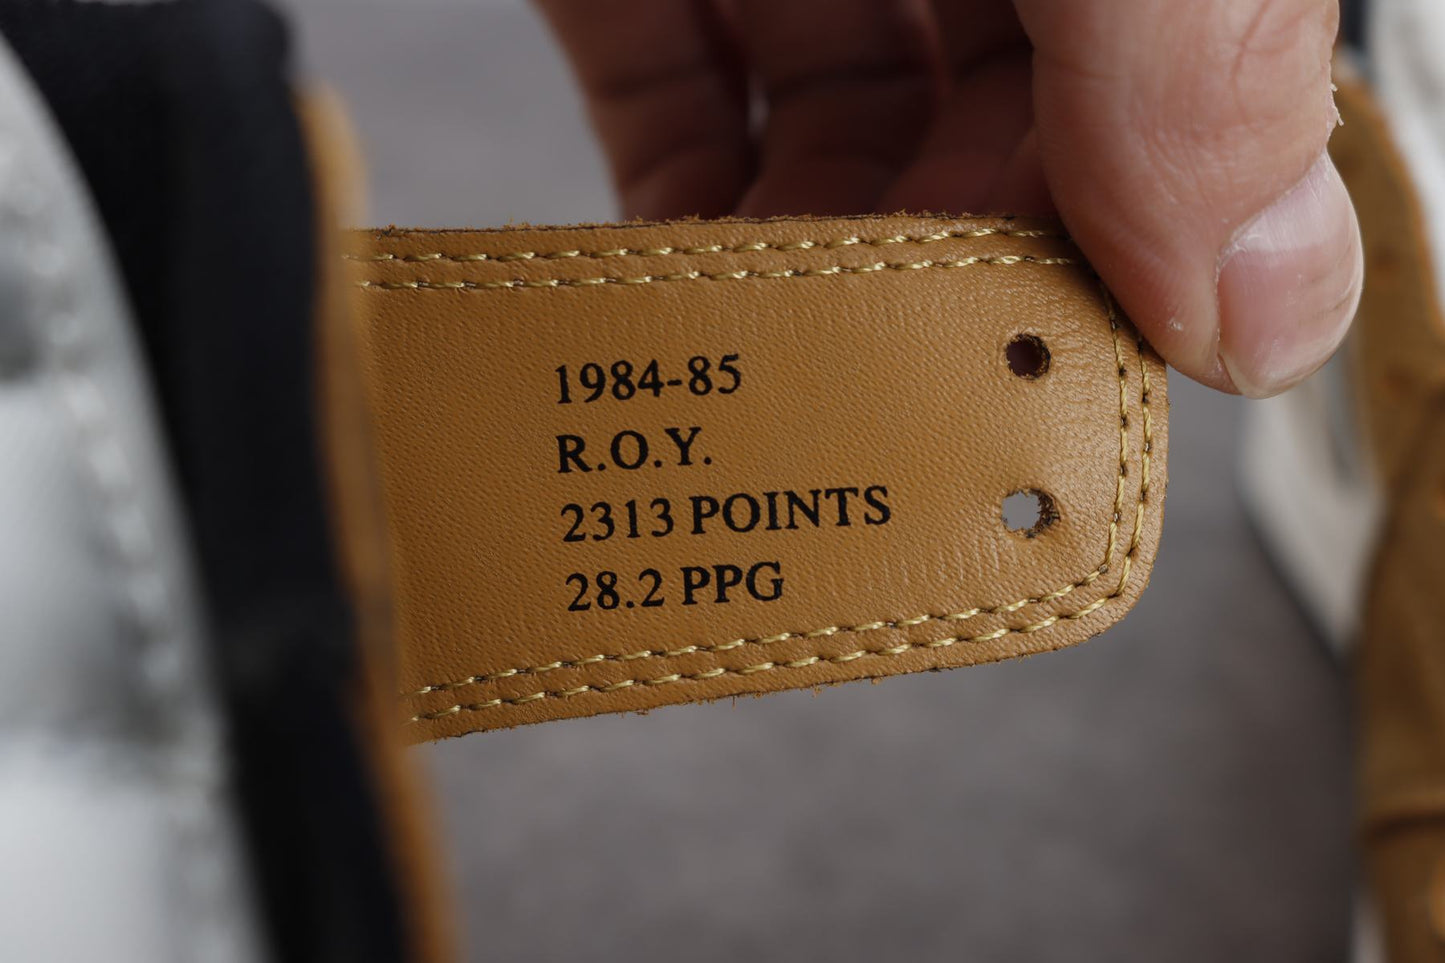 1984-85
R.O.Y.
2313 POINTS
28.2 PPG